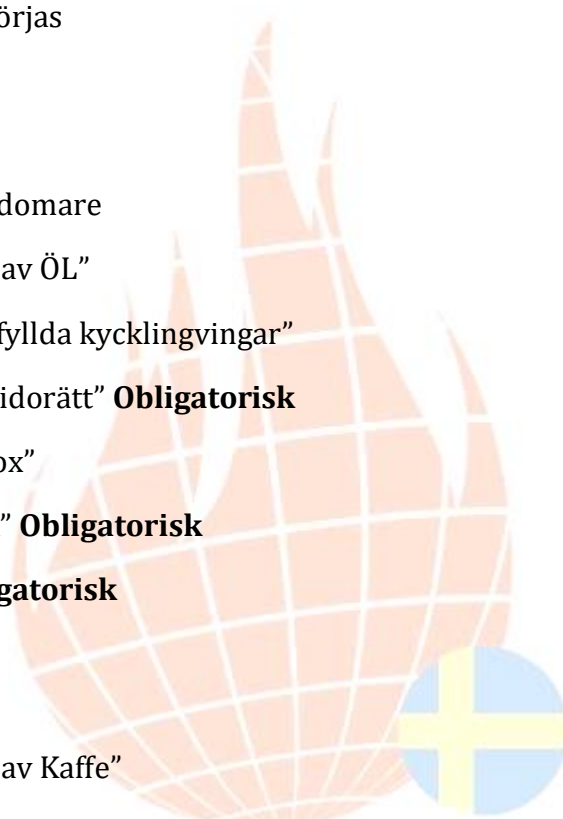 örjas
domare
av ÖL”
fyllda kycklingvingar”
idorätt” Obligatorisk
ox”
” Obligatorisk
gatorisk
av Kaffe”